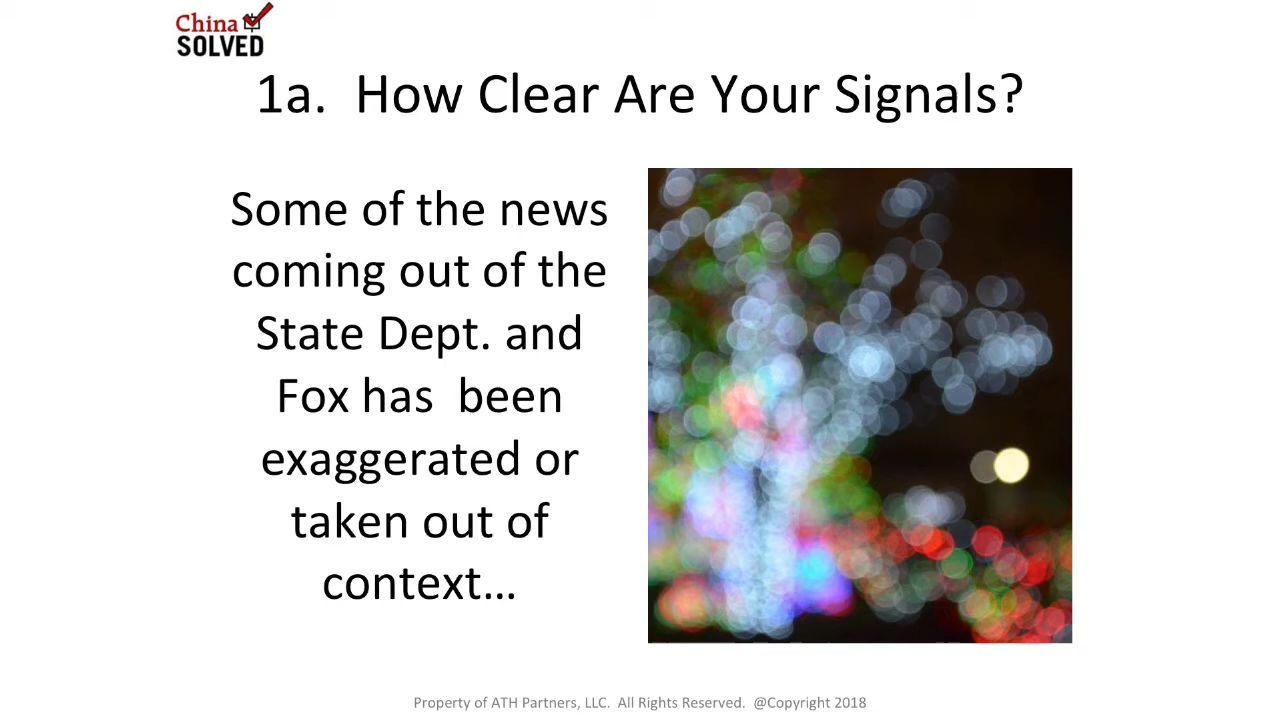 China
SOLVED
1a.  How Clear Are Your Signals?
Some of the news
coming out of the
State Dept. and
Fox has  been
exaggerated or
taken out of
context…
Property of ATH Partners, LLC.  All Rights Reserved.  @Copyright 2018